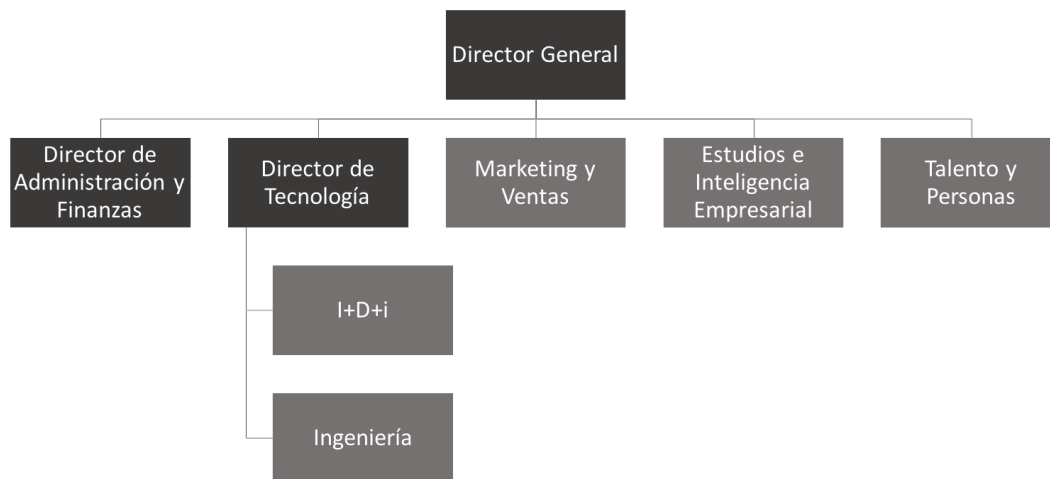 Director General
Director de
Administración y
Finanzas
Director de
Tecnología
Marketing y
Ventas
Estudios e
Inteligencia
Empresarial
Talento y
Personas
I+D+i
Ingeniería